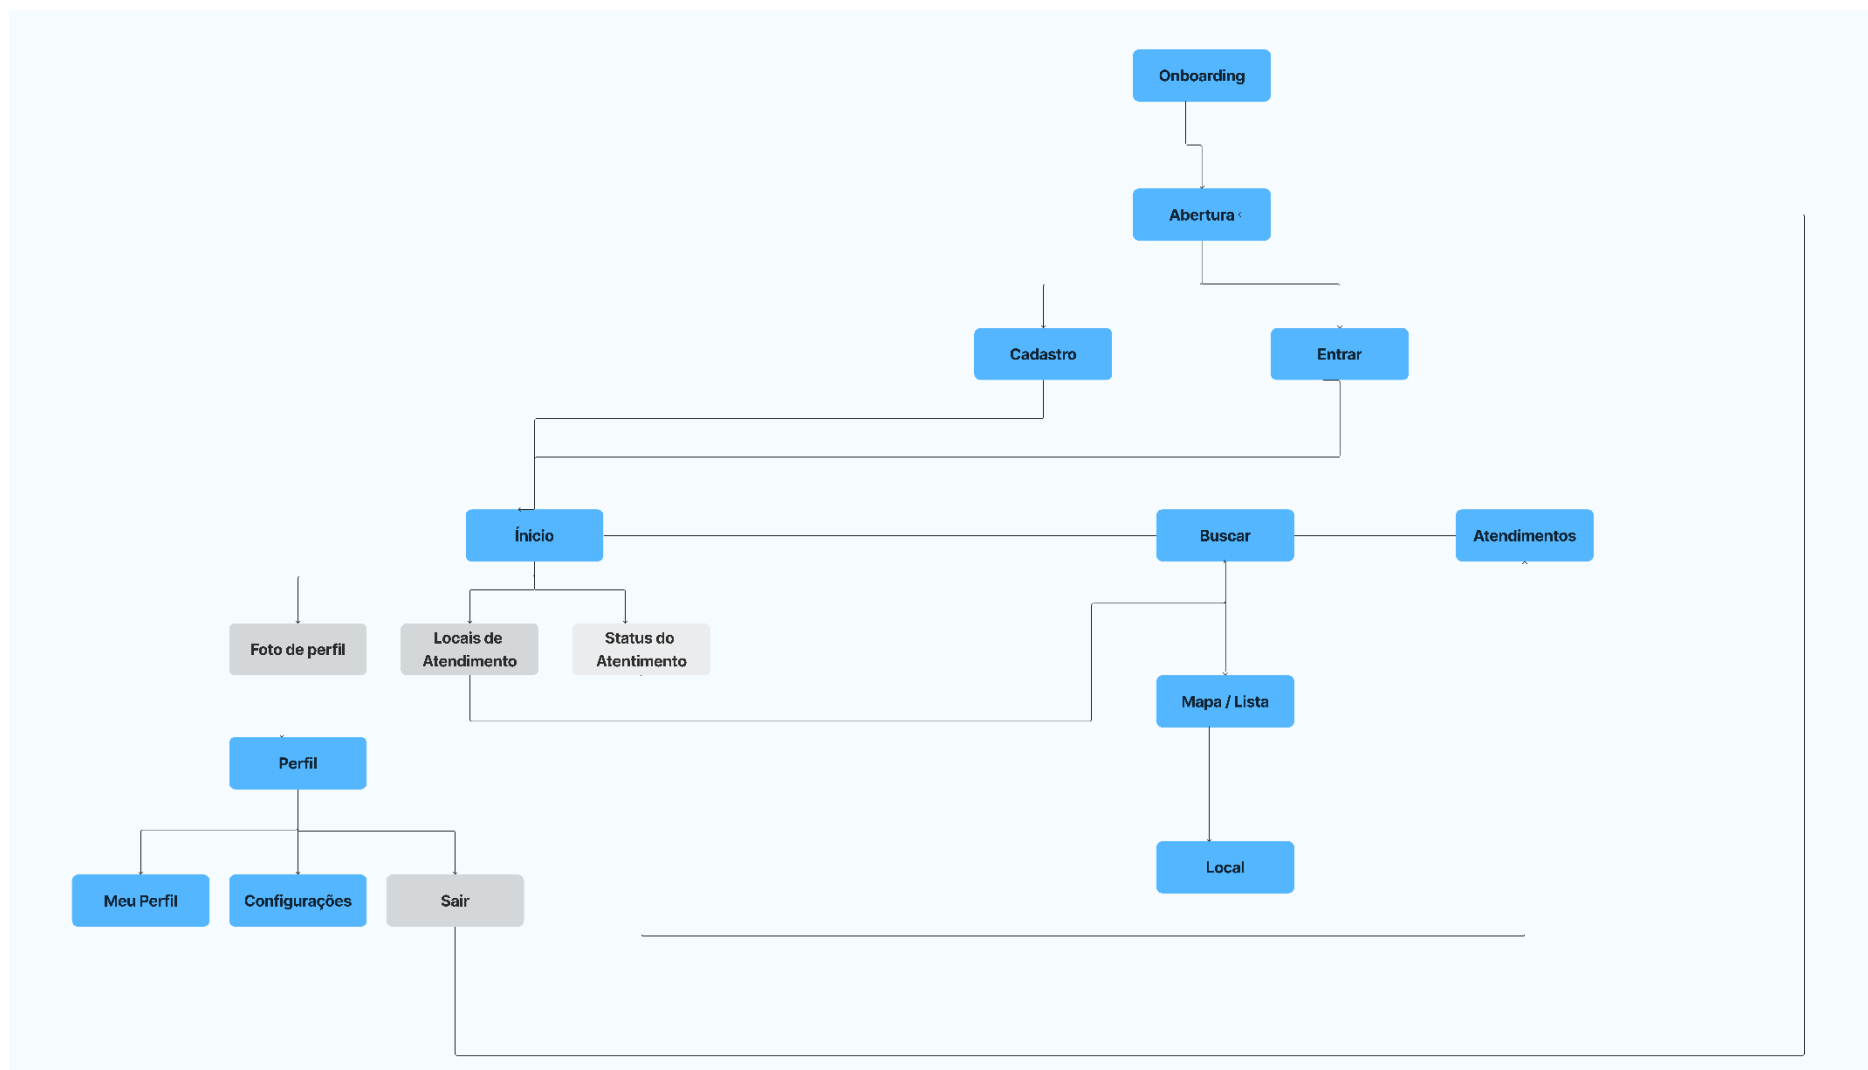 Onboarding
Abertura
Cadastro
Entrar
Ínicio
Buscar
Atendimentos
Foto de perfil
Locais de
Atendimento
Status do
Atentimento
Mapa / Lista
Perfil
Local
Meu Perfil
Configurações
Sair